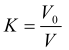 K = V₀ / V